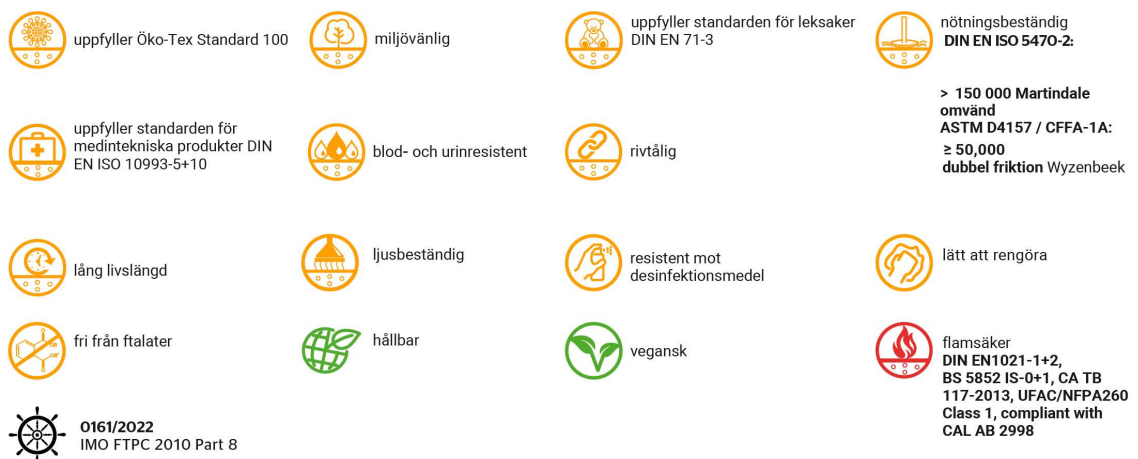 uppfyller Öko-Tex Standard 100
miljövänlig
uppfyller standarden för leksaker
DIN EN 71-3
nötningsbeständig
DIN EN ISO 5470-2:
> 150 000 Martindale
omvänd
ASTM D4157 / CFFA-1A:
≥ 50,000
dubbel friktion Wyzenbeek
uppfyller standarden för
medintekniska produkter DIN
EN ISO 10993-5+10
blod- och urinresistent
rivtålig
lång livslängd
ljusbeständig
resistent mot
desinfektionsmedel
lätt att rengöra
fri från ftalater
hållbar
vegansk
flamsäker
DIN EN1021-1+2,
BS 5852 IS-0+1, CA TB
117-2013, UFAC/NFPA260
Class 1, compliant with
CAL AB 2998
0161/2022
IMO FTPC 2010 Part 8